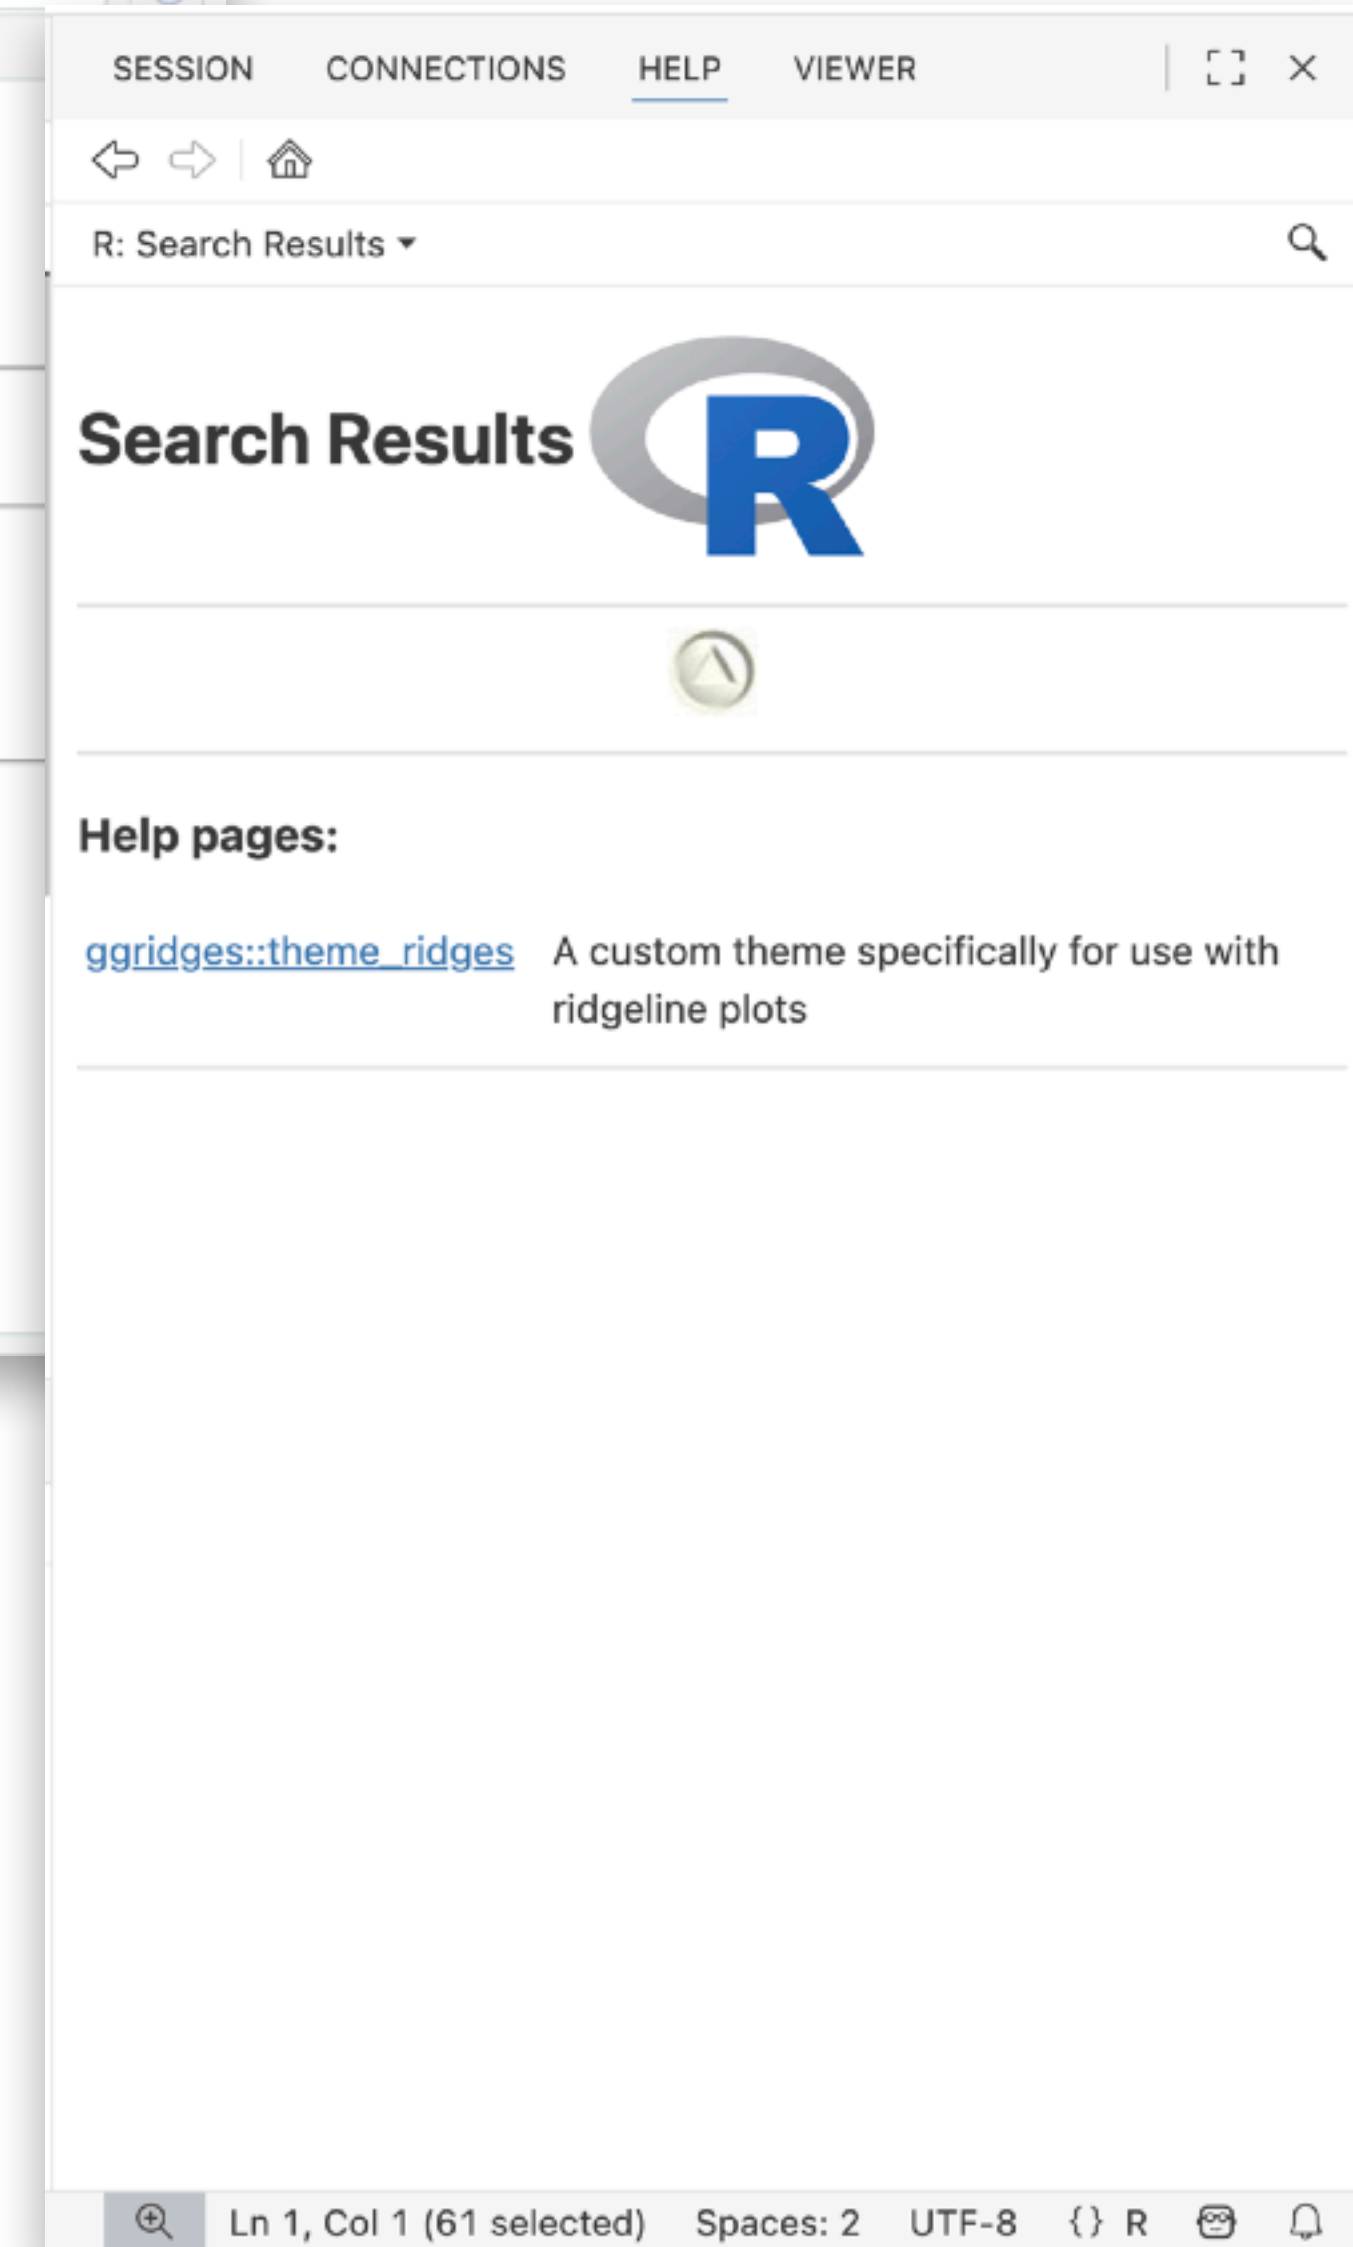 SESSION CONNECTIONS HELP VIEWER
R: Search Results
Search Results R
Help pages:
ggridges::theme_ridges A custom theme specifically for use with
ridgeline plots
Ln 1, Col 1 (61 selected) Spaces: 2 UTF-8 {} R